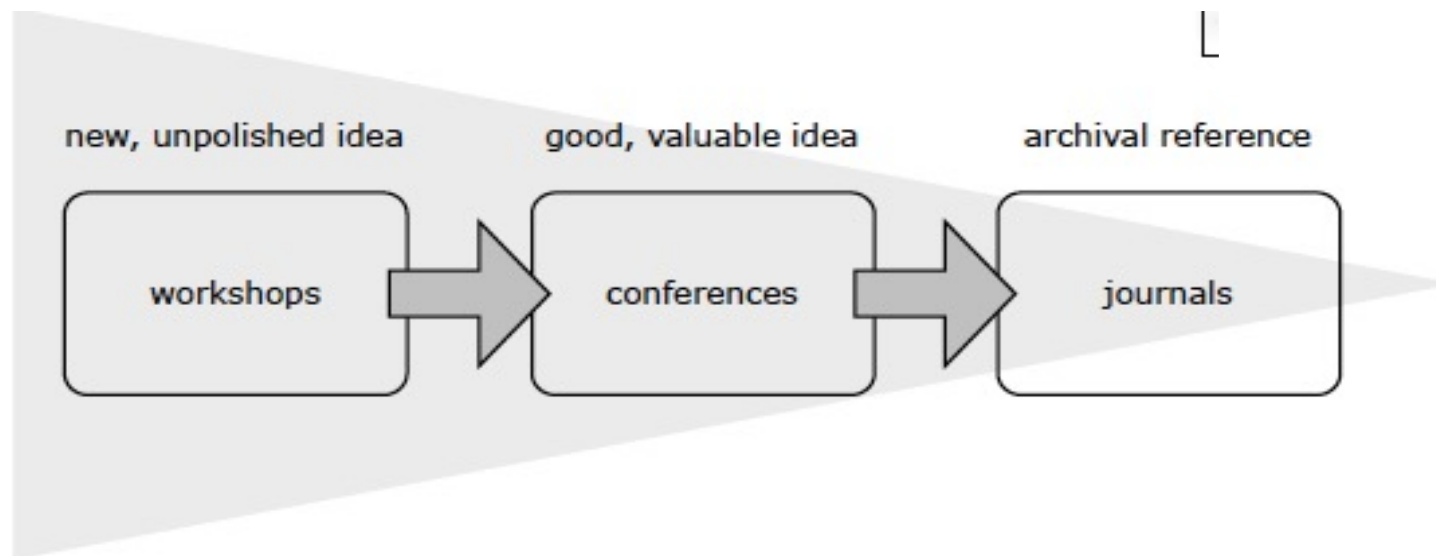 new, unpolished idea
good, valuable idea
archival reference
workshops
conferences
journals